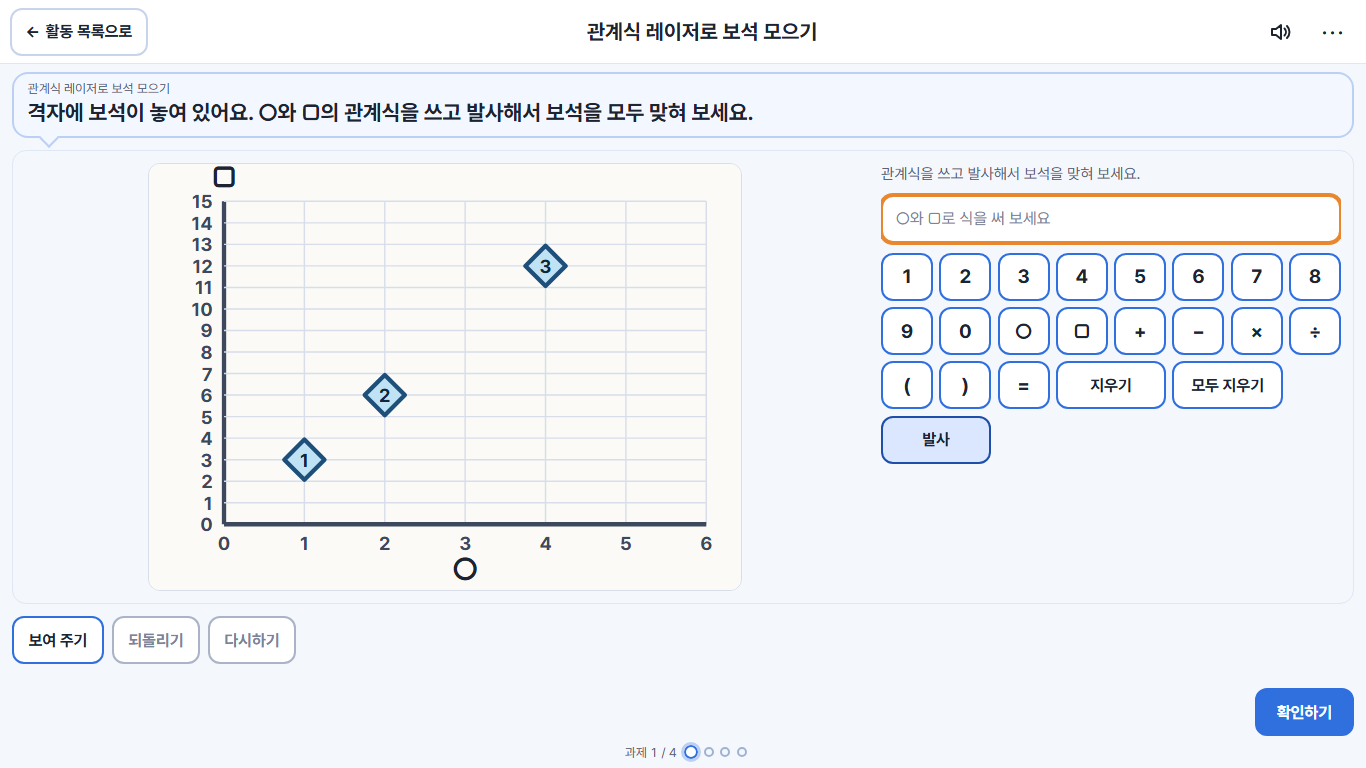 ← 활동 목록으로
관계식 레이저로 보석 모으기
...
관계식 레이저로 보석 모으기
격자에 보석이 놓여 있어요. ○와 □의 관계식을 쓰고 발사해서 보석을 모두 맞혀 보세요.
□
15
14
13
12
11
10
9
8
7
6
5
4
3
2
1
0
3
2
1
0 1 2 3 4 5 6
○
관계식을 쓰고 발사해서 보석을 맞혀 보세요.
○와 □로 식을 써 보세요
1 2 3 4 5 6 7 8
9 0 ○ □ + − × ÷
( ) = 지우기 모두 지우기
발사
보여 주기 되돌리기 다시하기
확인하기
과제 1 / 4